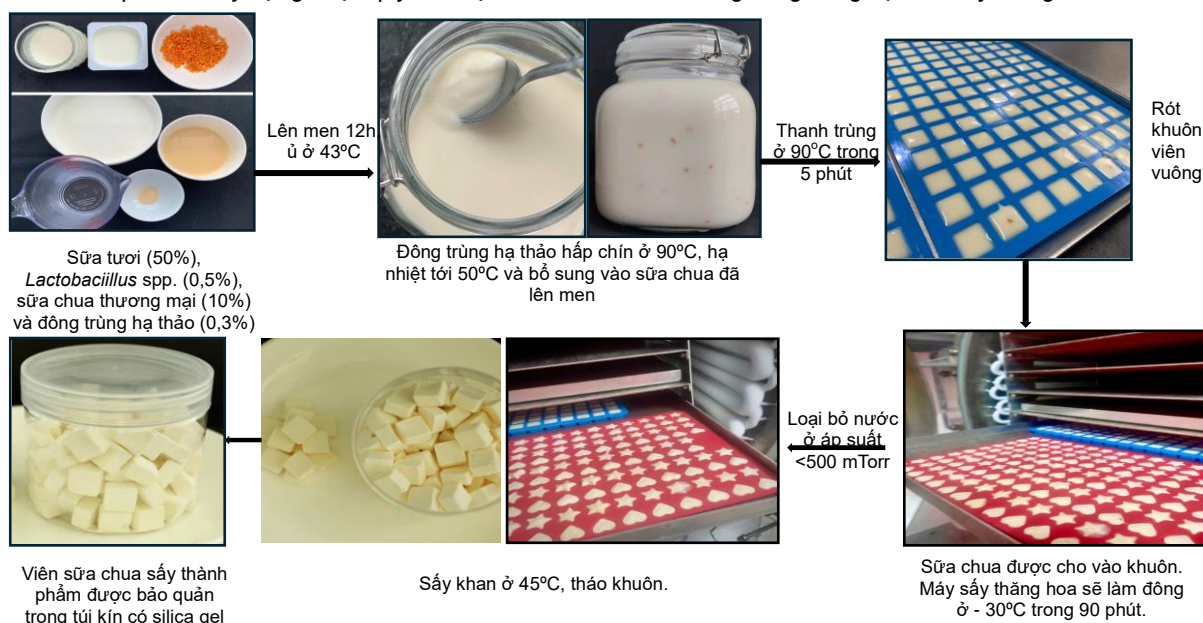 Lên men 12h
ủ ở 43ºC
Thanh trùng
ở 90°C trong
5 phút
Rót
khuôn
viên
vuông
Sữa tươi (50%),
Lactobaciillus spp. (0,5%),
sữa chua thương mại (10%)
và đông trùng hạ thảo (0,3%)
Đông trùng hạ thảo hấp chín ở 90ºC, hạ
nhiệt tới 50ºC và bổ sung vào sữa chua đã
lên men
Loại bỏ nước
ở áp suất
<500 mTorr
Viên sữa chua sấy thành
phẩm được bảo quản
trong túi kín có silica gel
Sấy khan ở 45ºC, tháo khuôn.
Sữa chua được cho vào khuôn.
Máy sấy thăng hoa sẽ làm đông
ở - 30ºC trong 90 phút.